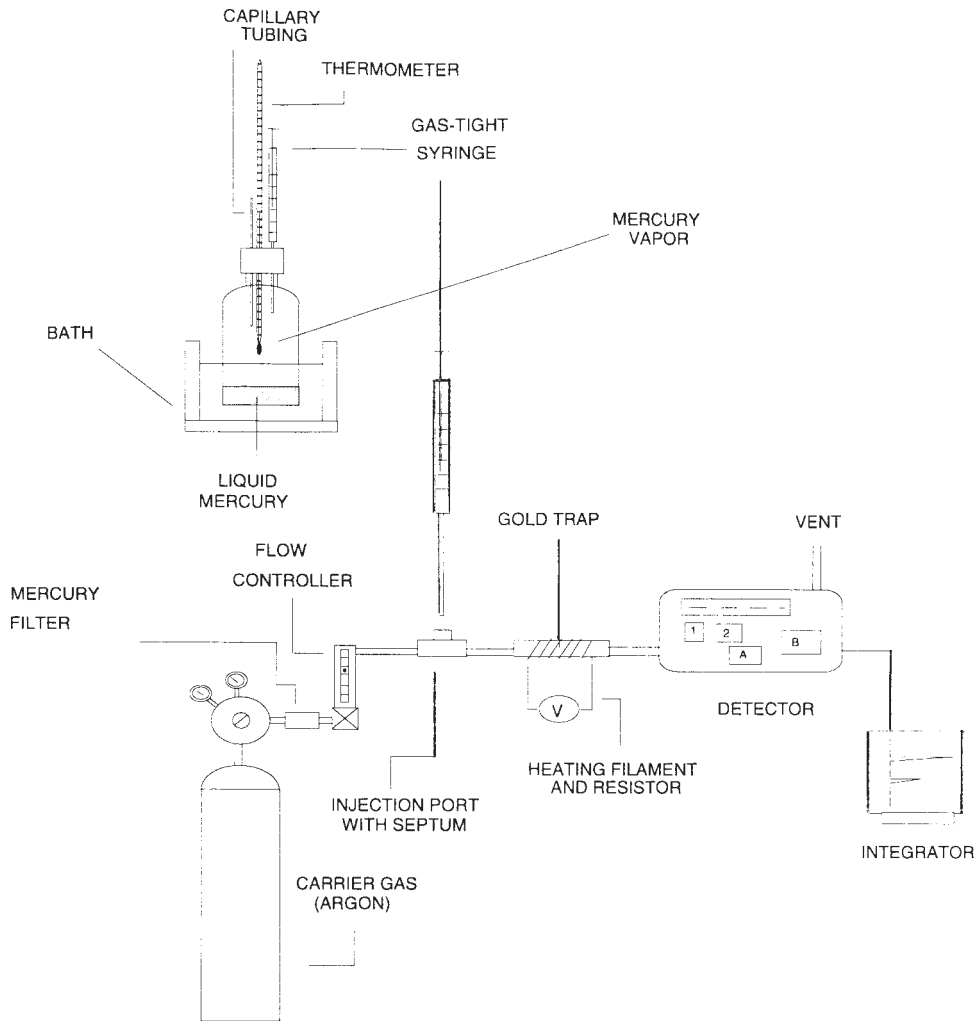 CAPILLARY
TUBING
THERMOMETER
GAS-TIGHT
SYRINGE
MERCURY
VAPOR
BATH
LIQUID
MERCURY
GOLD TRAP
VENT
FLOW
CONTROLLER
MERCURY
FILTER
1
2
A
B
V
DETECTOR
HEATING FILAMENT
AND RESISTOR
INJECTION PORT
WITH SEPTUM
INTEGRATOR
CARRIER GAS
(ARGON)